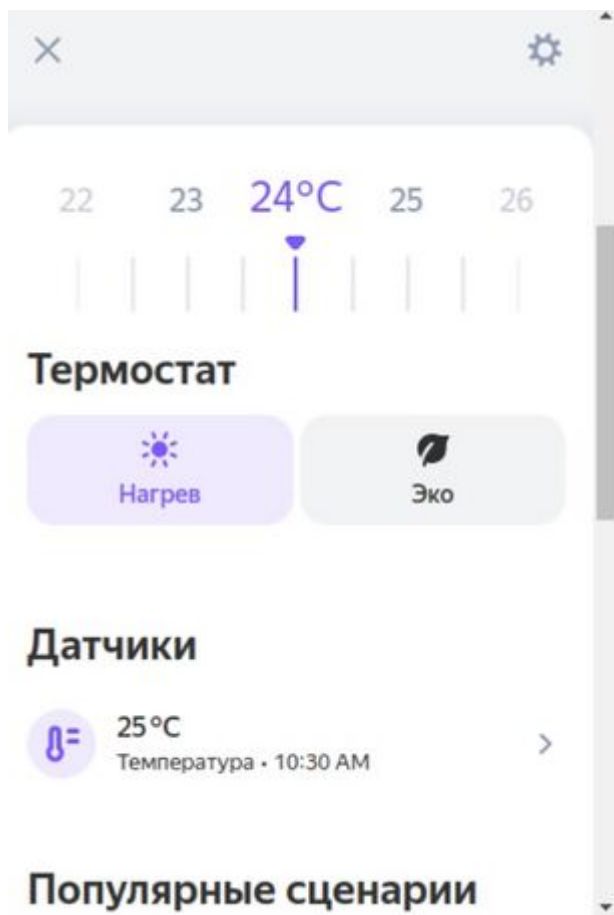 22 23 24°C 25 26
Термостат
Нагрев Эко
Датчики
25°C
Температура • 10:30 AM
Популярные сценарии